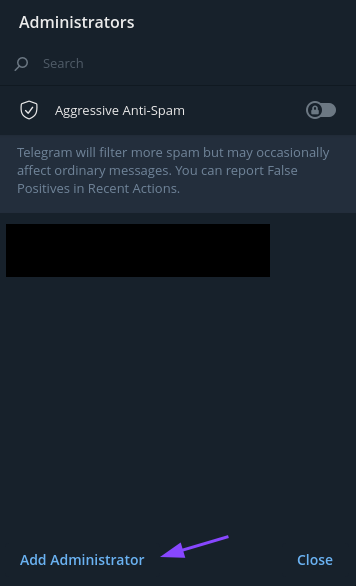 Administrators
Search
Aggressive Anti-Spam
Telegram will filter more spam but may occasionally
affect ordinary messages. You can report False
Positives in Recent Actions.
Add Administrator
Close